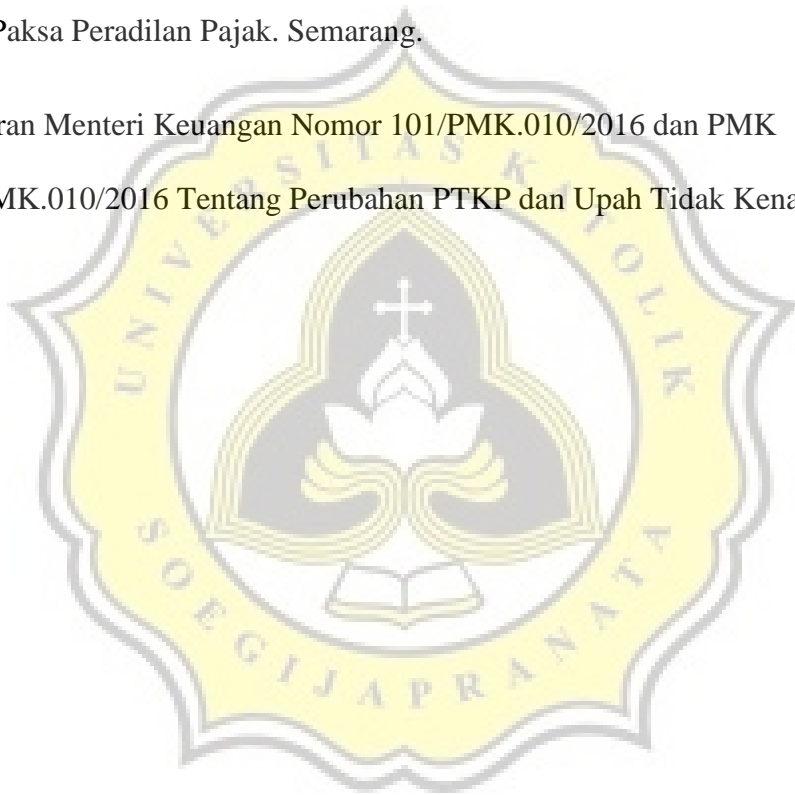 Paksa Peradilan Pajak. Semarang.
ran Menteri Keuangan Nomor 101/PMK.010/2016 dan PMK
MK.010/2016 Tentang Perubahan PTKP dan Upah Tidak Kena
UNIVERSITAS KATOLIK
SOEGIJAPRANATA